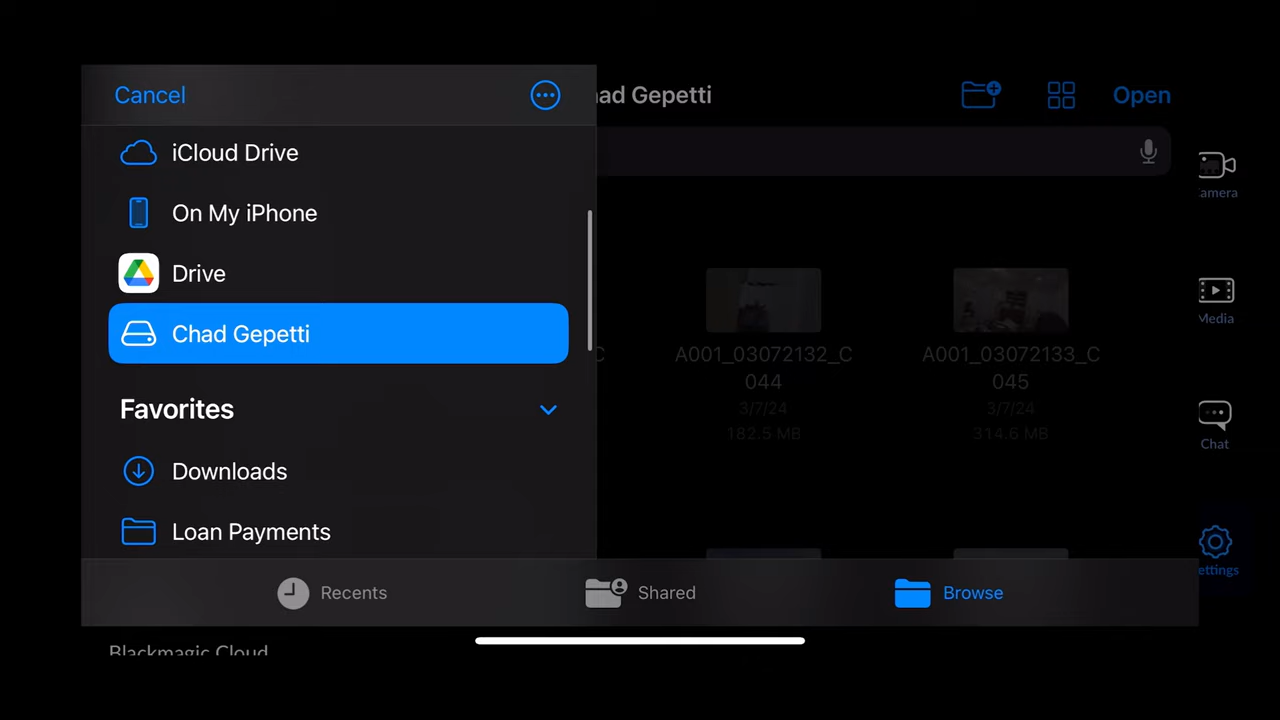 Cancel
had Gepetti
Open
iCloud Drive
On My iPhone
Drive
Chad Gepetti
Favorites
Downloads
Loan Payments
C
A001_03072132_C
044
3/7/24
182.5 MB
A001_03072133_C
045
3/7/24
314.6 MB
amera
Media
Chat
ettings
Recents
Shared
Browse
Blackmagic Cloud